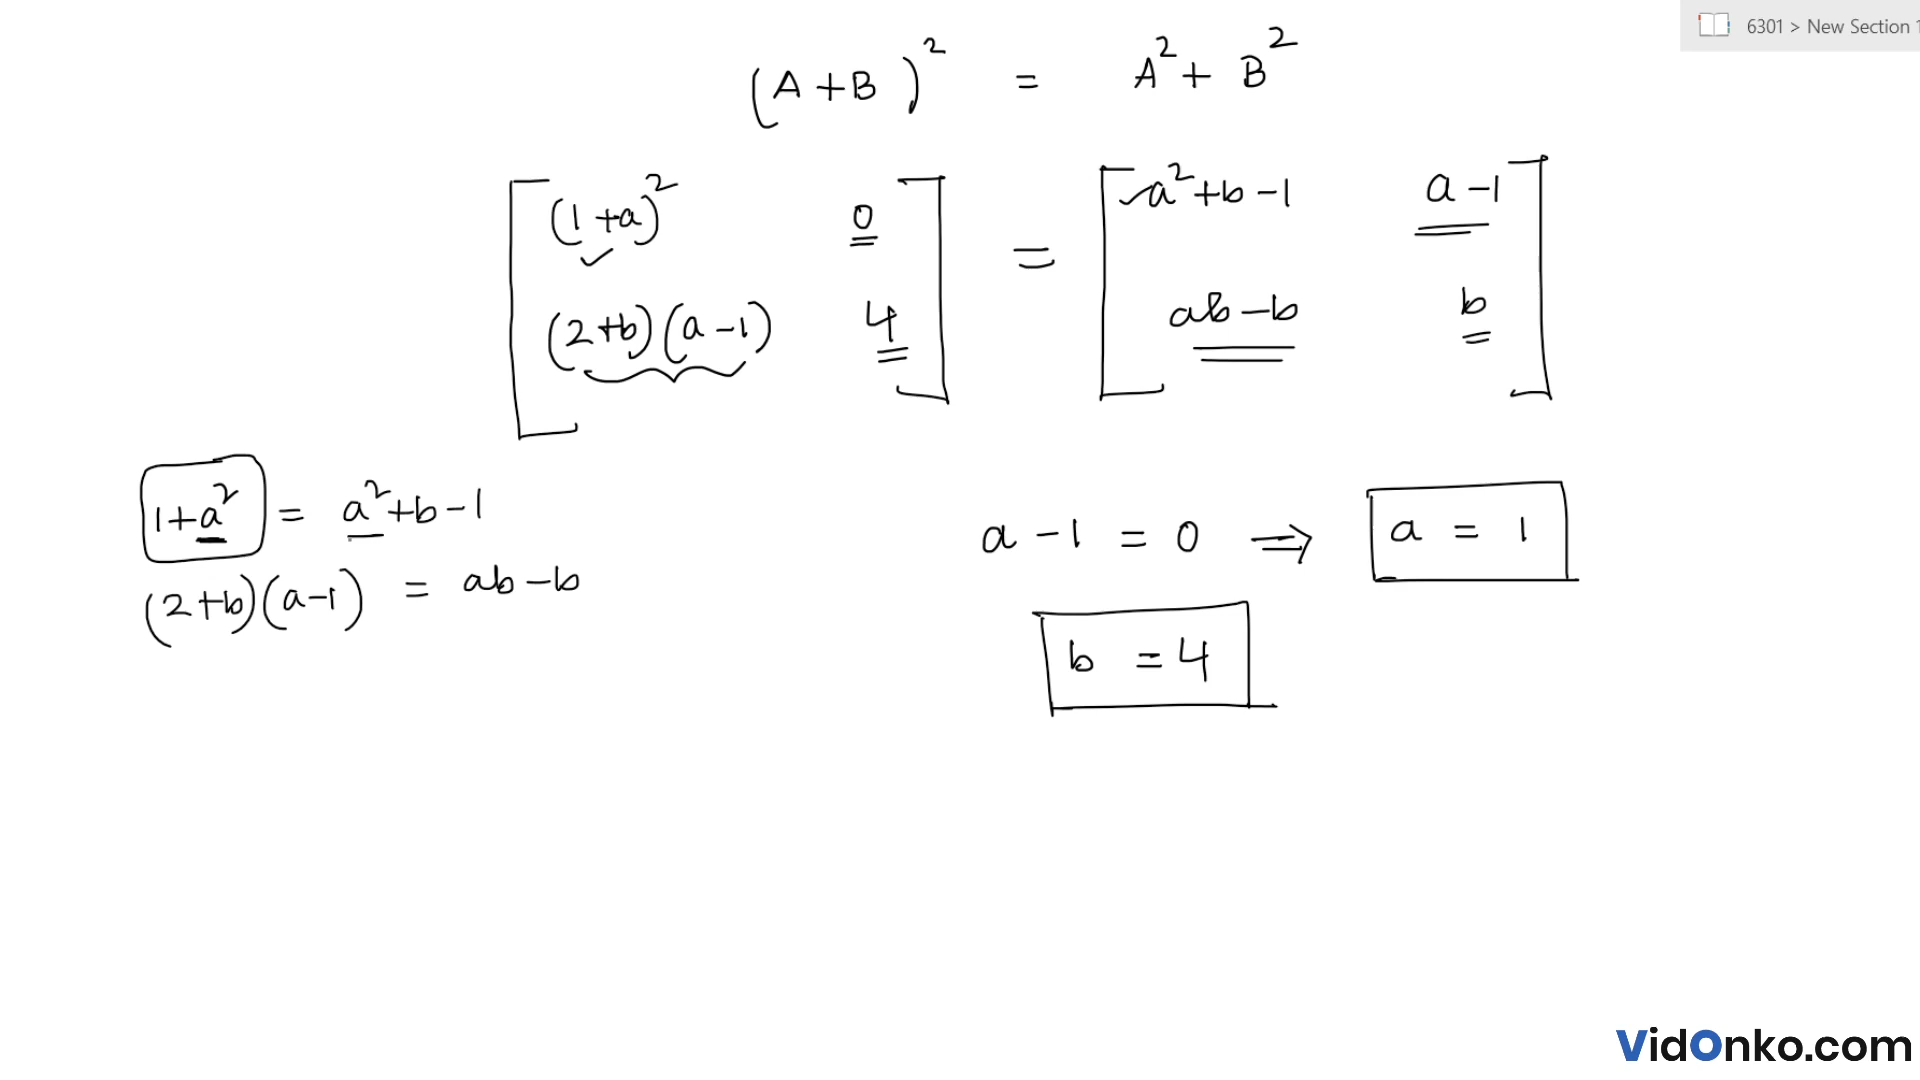 6301 > New Section 1
(A+B)² = A² + B²
(1+a)² 0 = a²+b-1 a-1
(2+b)(a-1) 4 ab-b b
1+a² = a²+b-1
(2+b)(a-1) = ab-b
a-1 = 0 ⇒ a = 1
b = 4
VidOnko.com